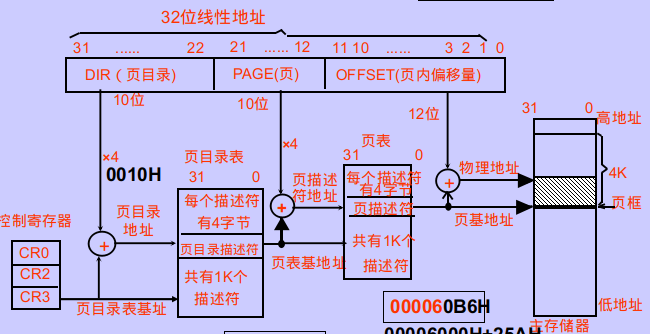 32位线性地址
31 ...... 22 21 ...... 12 11 10 ...... 3 2 1 0
DIR（页目录） PAGE(页) OFFSET(页内偏移量)
10位 10位 12位
31 0
高地址
×4
0010H
×4
页目录表
31 0
页表
31 0
物理地址
4K
每个描述符
有4字节
页描述
符地址
每个描述符
有4字节
页描述符
页框
控制寄存器
页目录
地址
页目录描述符
页基地址
CR0
CR2
CR3
共有1K个
描述符
页表基地址
共有1K个
描述符
页目录表基址
低地址
000060B6H
主存储器